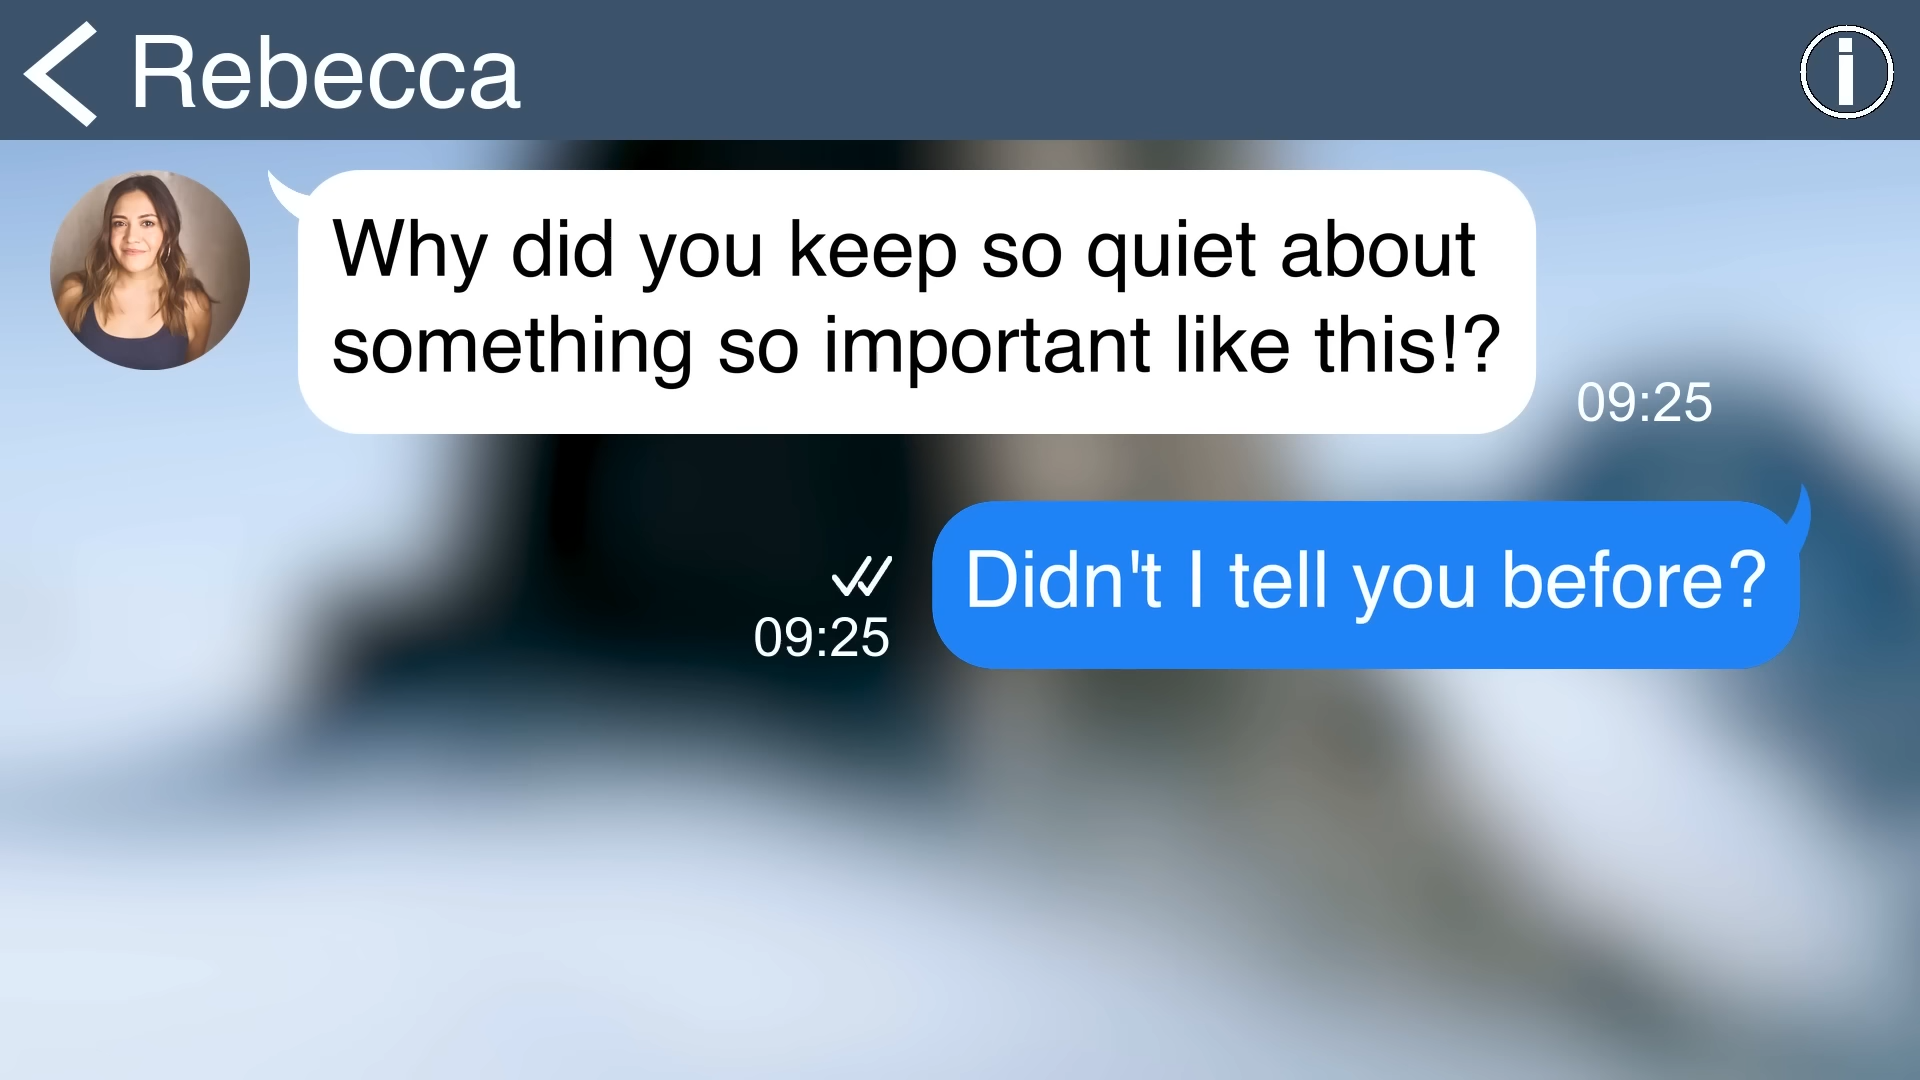 Rebecca
Why did you keep so quiet about
something so important like this!?
09:25
Didn't I tell you before?
09:25